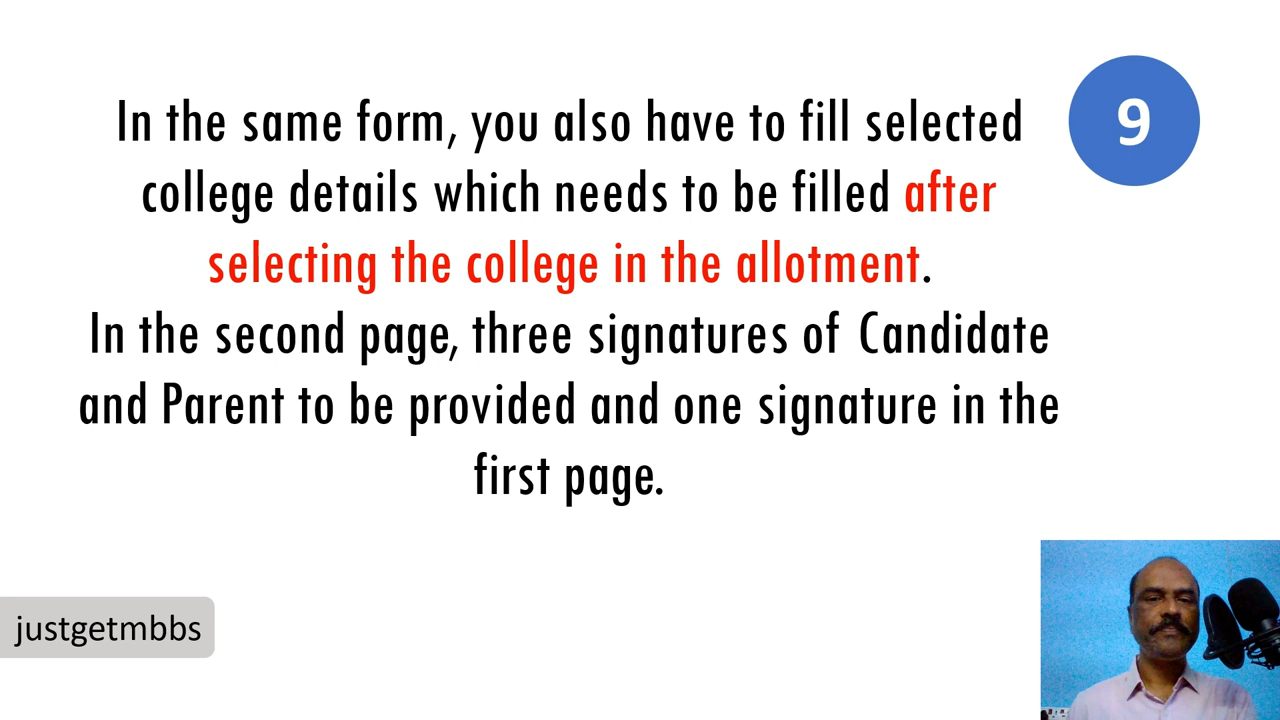 In the same form, you also have to fill selected
college details which needs to be filled after
selecting the college in the allotment.
In the second page, three signatures of Candidate
and Parent to be provided and one signature in the
first page.
9
justgetmbbs